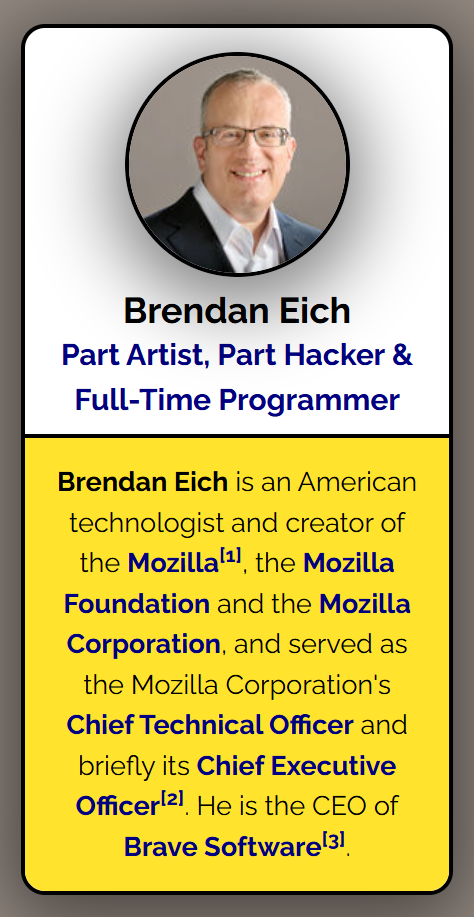 Brendan Eich
Part Artist, Part Hacker &
Full-Time Programmer
Brendan Eich is an American
technologist and creator of
the Mozilla[1], the Mozilla
Foundation and the Mozilla
Corporation, and served as
the Mozilla Corporation's
Chief Technical Officer and
briefly its Chief Executive
Officer[2]. He is the CEO of
Brave Software[3].